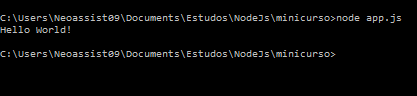 C:\Users\Neoassist09\Documents\Estudos\NodeJs\minicurso>node app.js
Hello World!
C:\Users\Neoassist09\Documents\Estudos\NodeJs\minicurso>